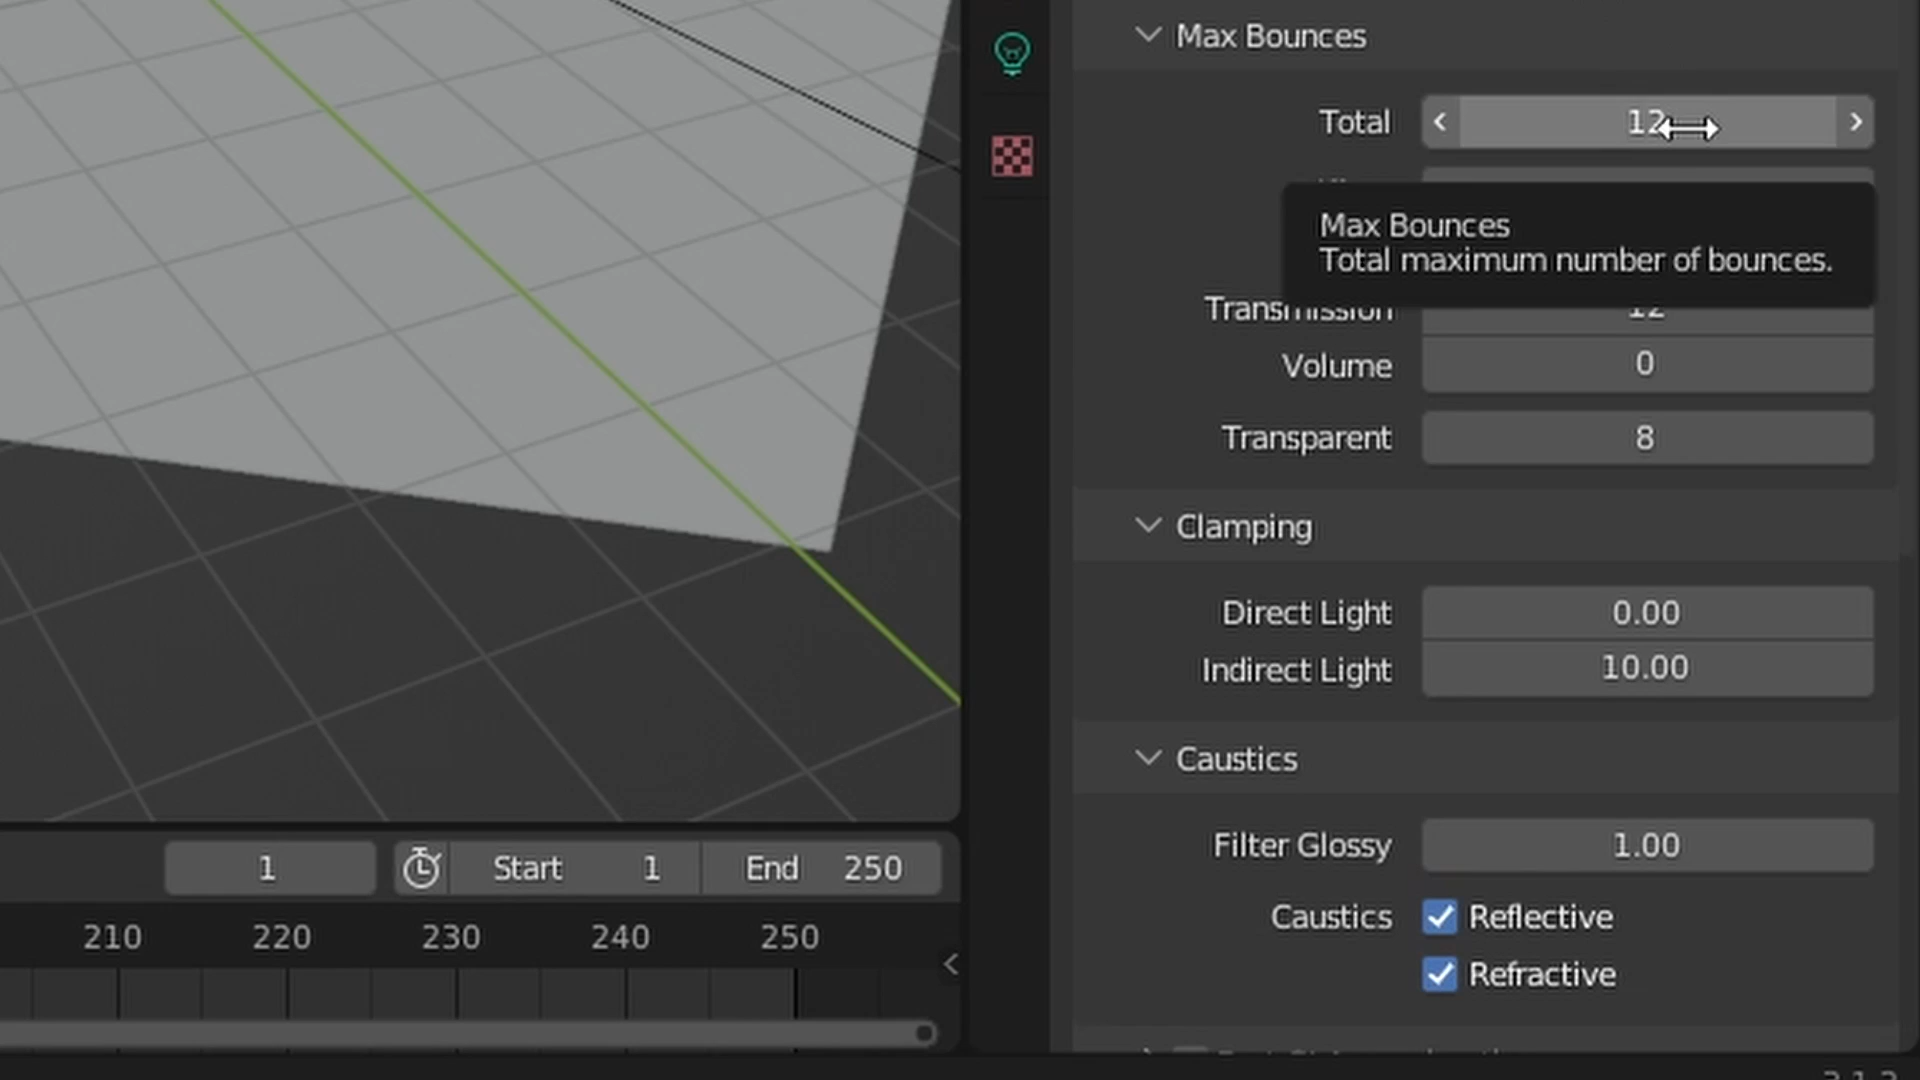 Max Bounces
Total 12
Max Bounces
Total maximum number of bounces.
Transmission 12
Volume 0
Transparent 8
Clamping
Direct Light 0.00
Indirect Light 10.00
Caustics
Filter Glossy 1.00
Caustics Reflective
Refractive
1 Start 1 End 250
210 220 230 240 250